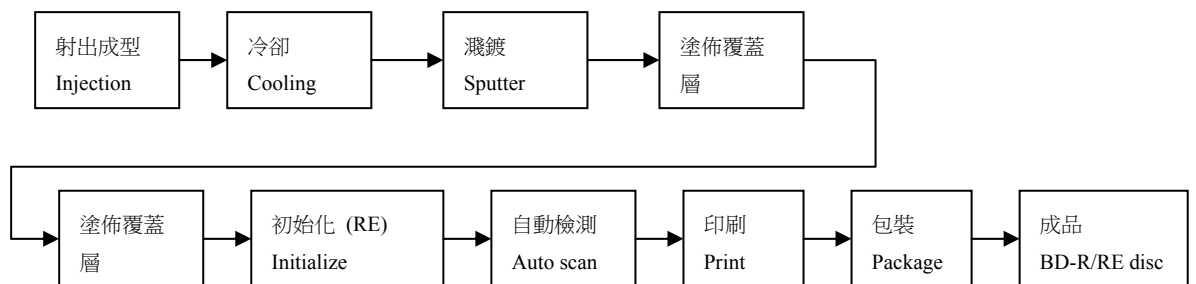 射出成型
Injection
冷卻
Cooling
濺鍍
Sputter
塗佈覆蓋
層
塗佈覆蓋
層
初始化 (RE)
Initialize
自動檢測
Auto scan
印刷
Print
包裝
Package
成品
BD-R/RE disc